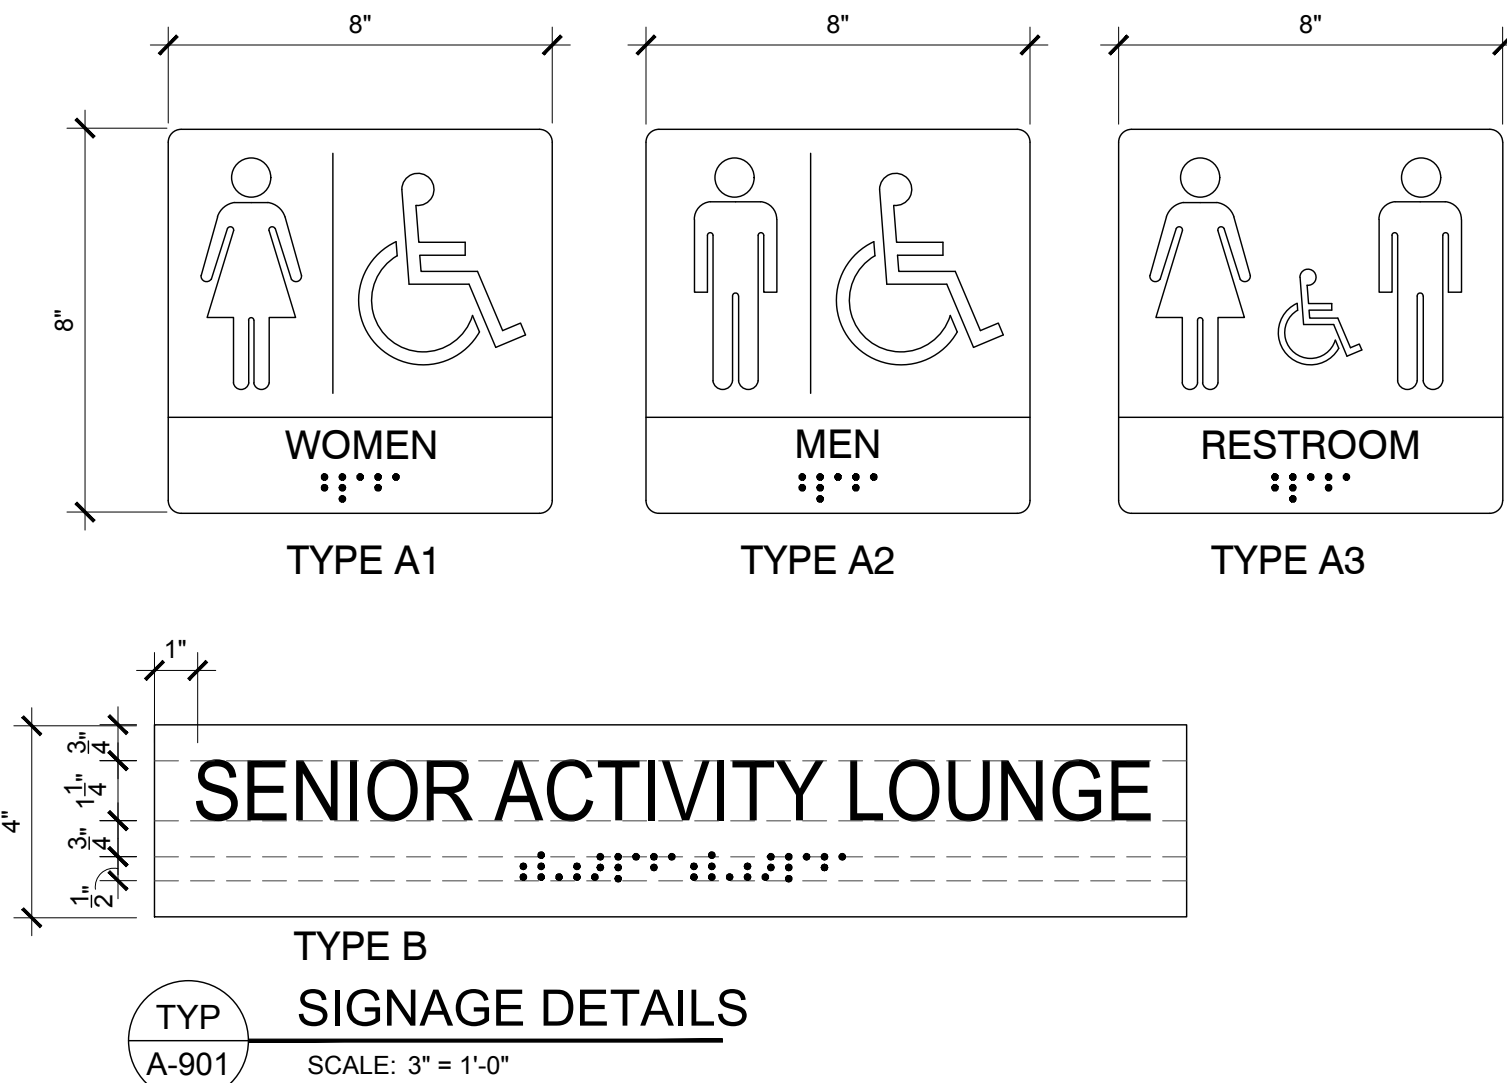 8" 8" 8"
8"
WOMEN MEN RESTROOM
TYPE A1 TYPE A2 TYPE A3
1"
4"
3/4"
1 1/4"
3/4"
1/2"
SENIOR ACTIVITY LOUNGE
TYPE B
TYP
SIGNAGE DETAILS
A-901
SCALE: 3" = 1'-0"